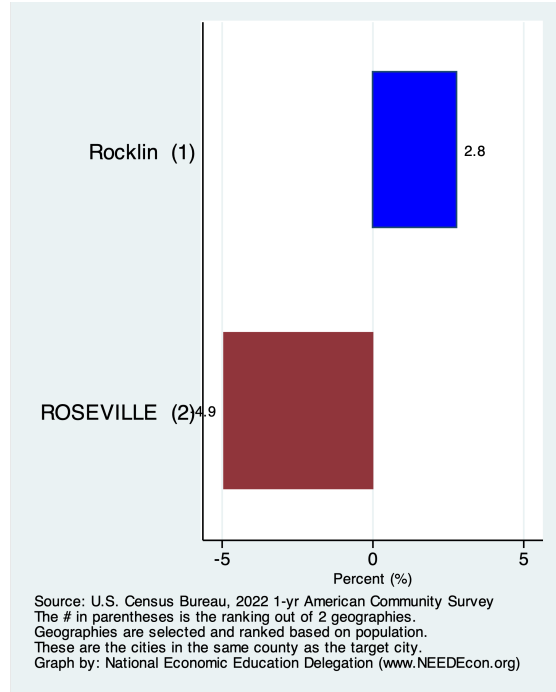 Rocklin (1)
2.8
ROSEVILLE (2)
-4.9
-5 0 5
Percent (%)
Source: U.S. Census Bureau, 2022 1-yr American Community Survey
The # in parentheses is the ranking out of 2 geographies.
Geographies are selected and ranked based on population.
These are the cities in the same county as the target city.
Graph by: National Economic Education Delegation (www.NEEDEcon.org)